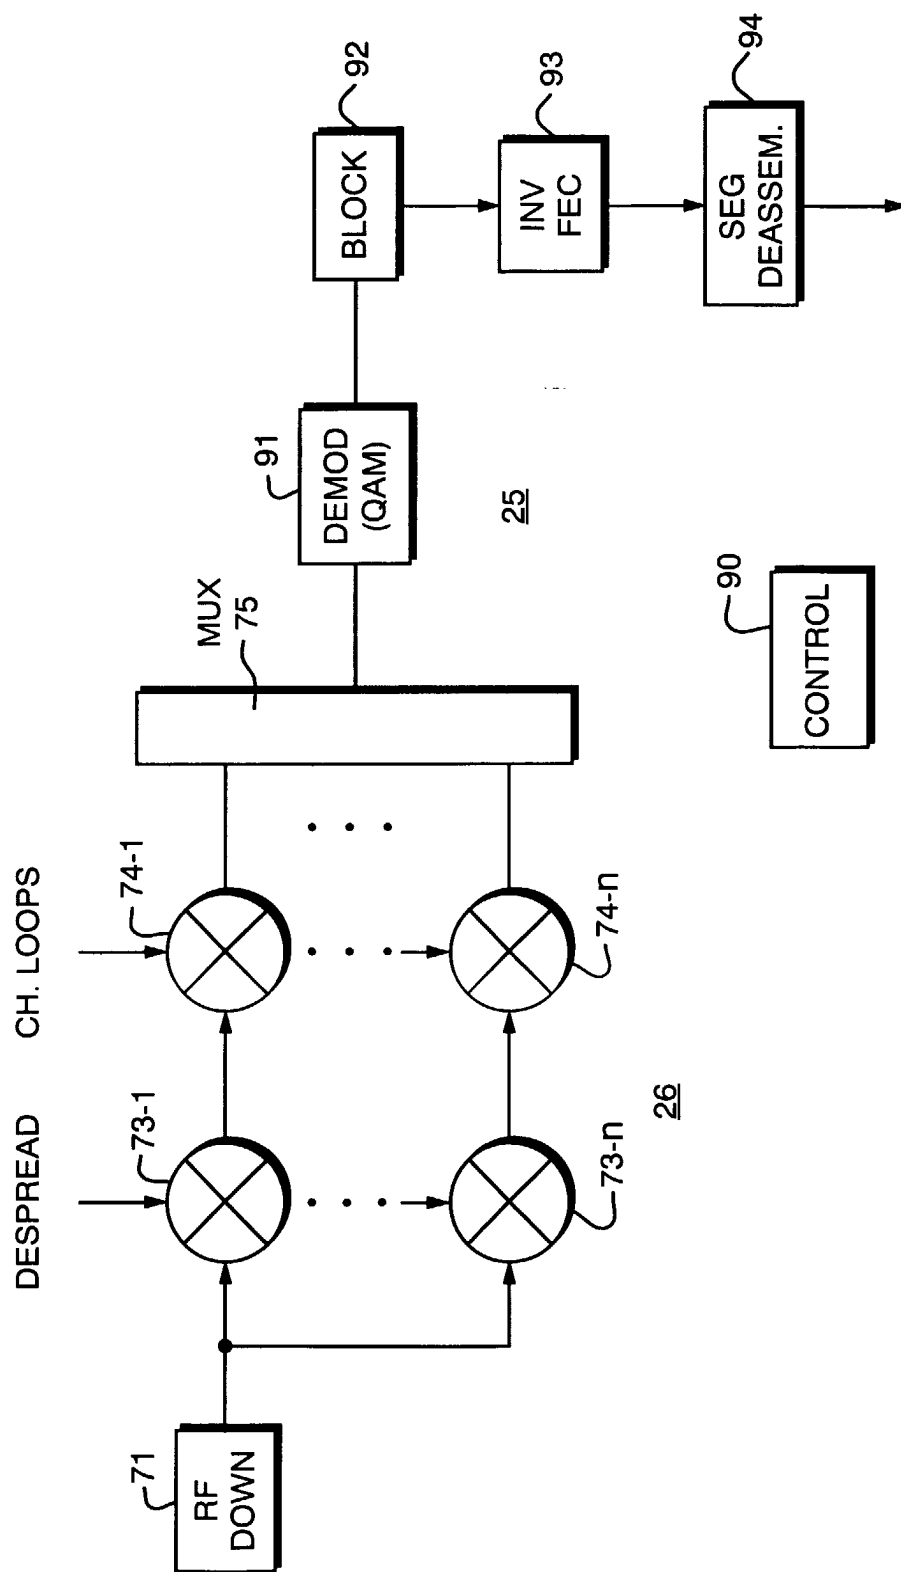 DESPREAD
CH. LOOPS
71
RF
DOWN
73-1
74-1
73-n
74-n
26
MUX
75
91
DEMOD
(QAM)
25
92
BLOCK
93
INV
FEC
94
SEG
DEASSEM.
90
CONTROL